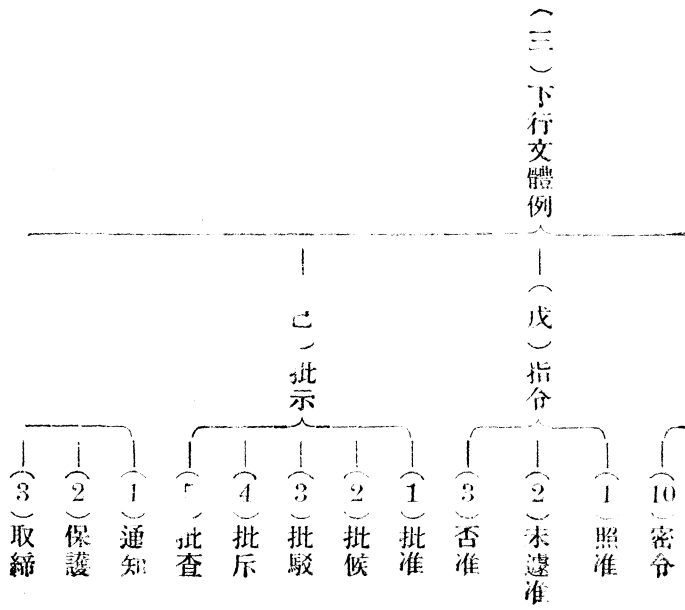 (三)下行文體例
(10)密令
(戊)指令
(1)照准
(2)未遽准
(3)否准
己)批示
(1)批准
(2)批候
(3)批駁
(4)批斥
批查
(1)通知
(2)保護
(3)取締